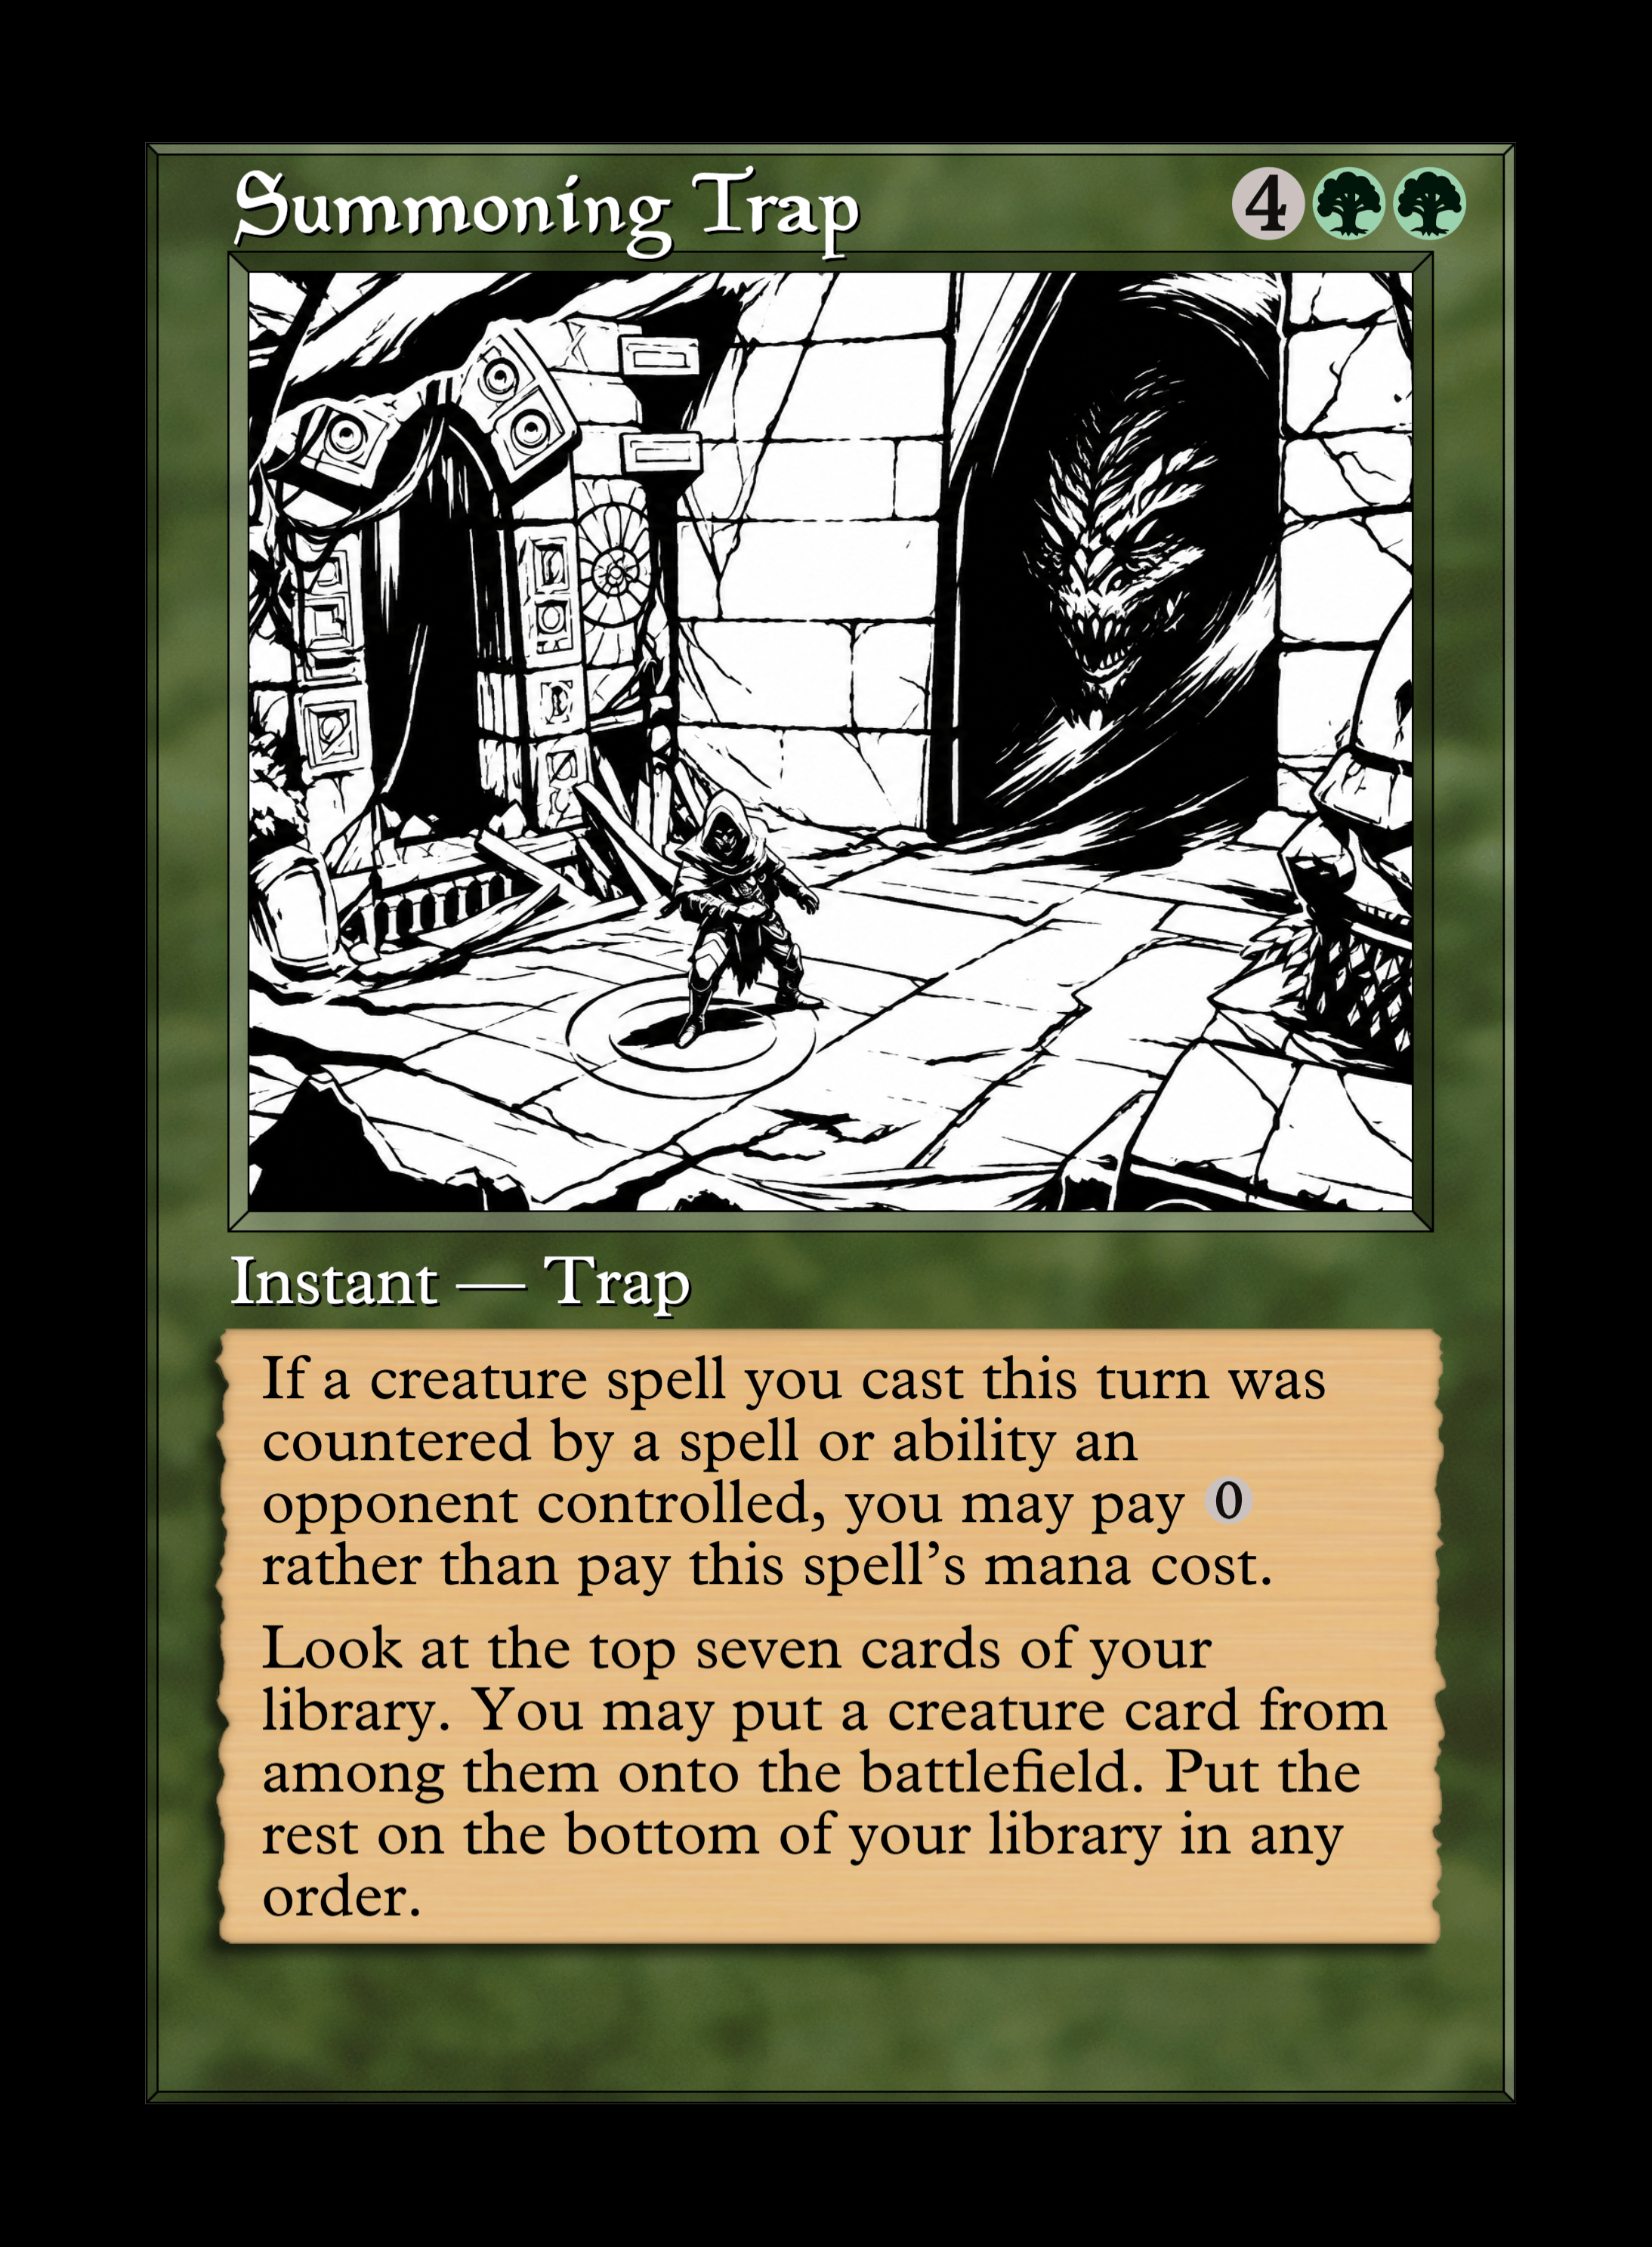 Summoning Trap 4
Instant — Trap
If a creature spell you cast this turn was
countered by a spell or ability an
opponent controlled, you may pay 0
rather than pay this spell’s mana cost.
Look at the top seven cards of your
library. You may put a creature card from
among them onto the battlefield. Put the
rest on the bottom of your library in any
order.